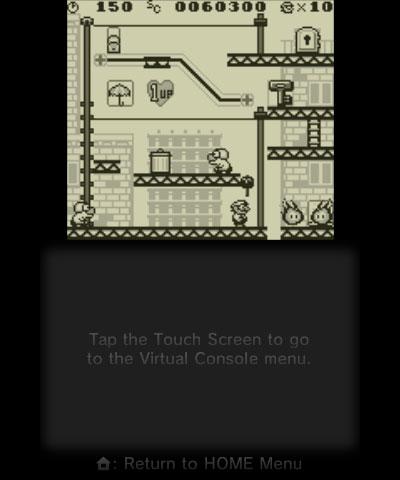 150 Sc 0060300 ×10
1UP
Tap the Touch Screen to go
to the Virtual Console menu.
: Return to HOME Menu